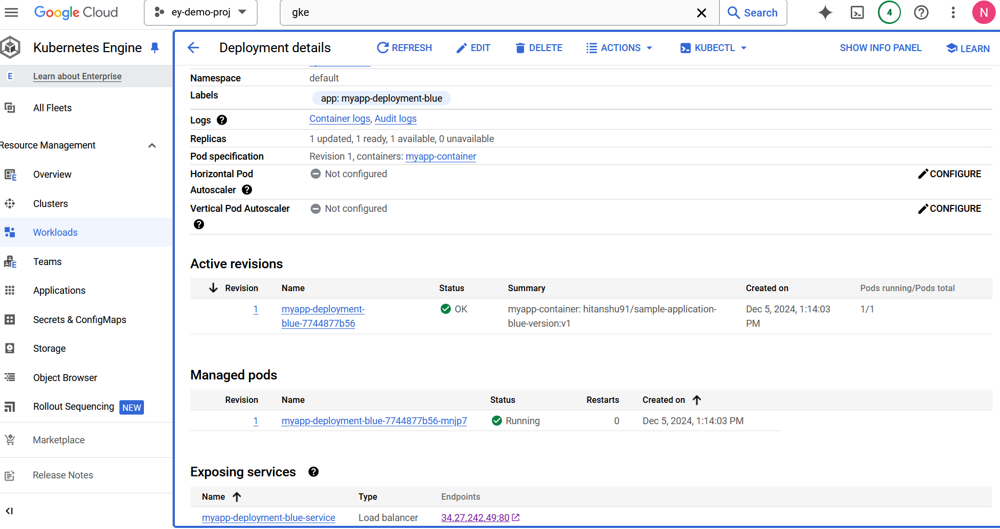 Google Cloud
ey-demo-proj
gke
Search
4
N
Kubernetes Engine
Deployment details
REFRESH
EDIT
DELETE
ACTIONS
KUBECTL
SHOW INFO PANEL
LEARN
E
Learn about Enterprise
All Fleets
Resource Management
Overview
Clusters
Workloads
Teams
Applications
Secrets & ConfigMaps
Storage
Object Browser
Rollout Sequencing NEW
Marketplace
Release Notes
Namespace default
Labels app: myapp-deployment-blue
Logs Container logs, Audit logs
Replicas 1 updated, 1 ready, 1 available, 0 unavailable
Pod specification Revision 1, containers: myapp-container
Horizontal Pod Not configured CONFIGURE
Autoscaler
Vertical Pod Autoscaler Not configured CONFIGURE
Active revisions
Revision Name Status Summary Created on Pods running/Pods total
1 myapp-deployment- OK myapp-container: hitanshu91/sample-application- Dec 5, 2024, 1:14:03 1/1
blue-7744877b56 blue-version:v1 PM
Managed pods
Revision Name Status Restarts Created on
1 myapp-deployment-blue-7744877b56-mnjp7 Running 0 Dec 5, 2024, 1:14:03 PM
Exposing services
Name Type Endpoints
myapp-deployment-blue-service Load balancer 34.27.242.49:80